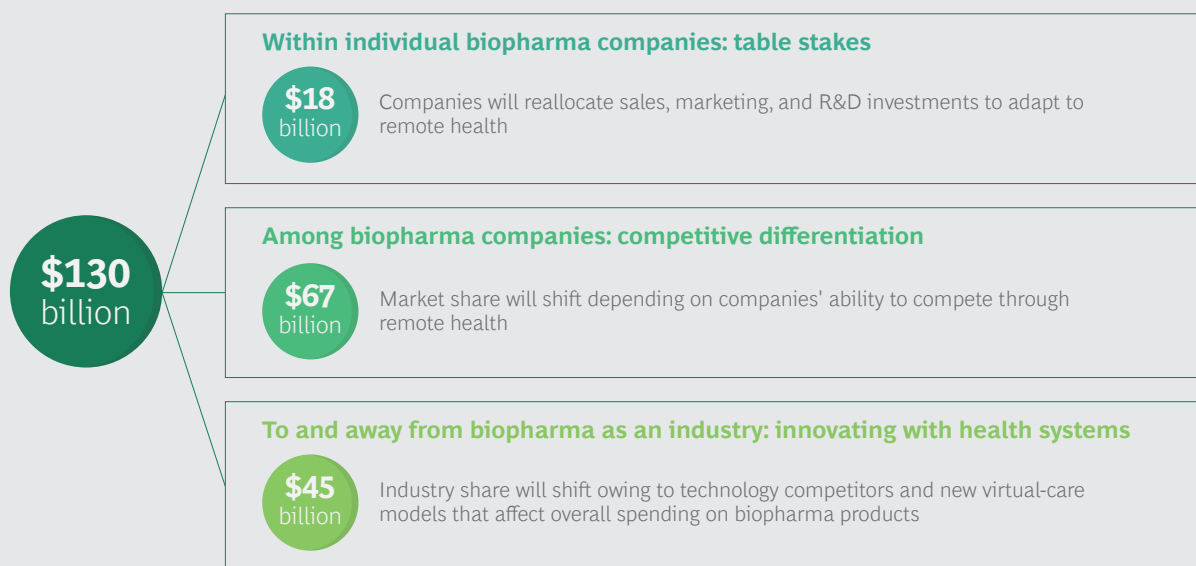 Within individual biopharma companies: table stakes
$18
billion
Companies will reallocate sales, marketing, and R&D investments to adapt to
remote health
$130
billion
Among biopharma companies: competitive differentiation
$67
billion
Market share will shift depending on companies' ability to compete through
remote health
To and away from biopharma as an industry: innovating with health systems
$45
billion
Industry share will shift owing to technology competitors and new virtual-care
models that affect overall spending on biopharma products